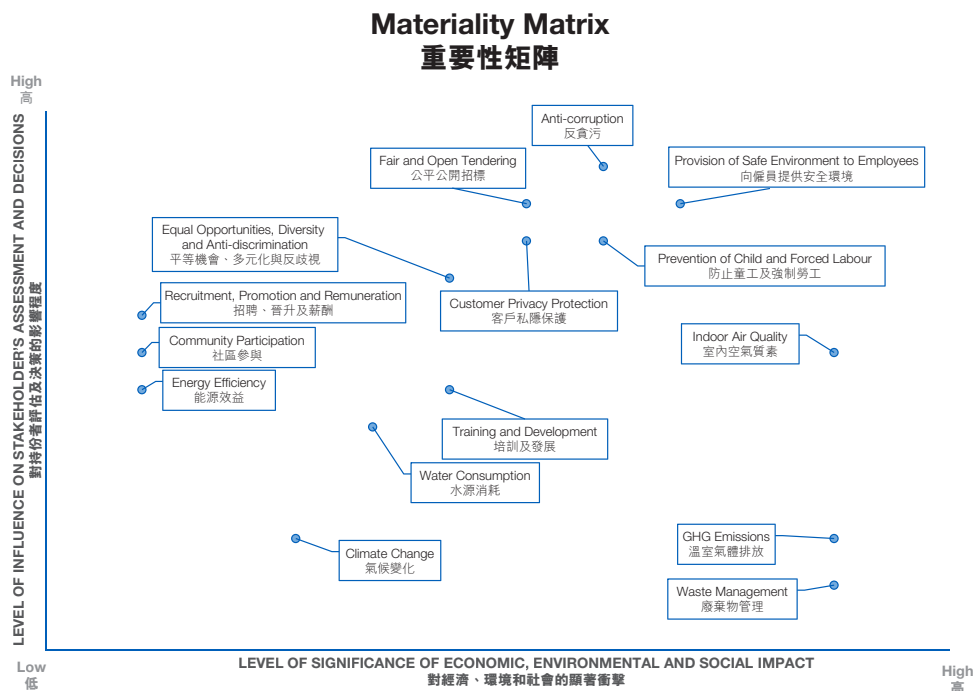 Materiality Matrix
重要性矩陣
High
高
LEVEL OF INFLUENCE ON STAKEHOLDER'S ASSESSMENT AND DECISIONS
對持份者評估及決策的影響程度
Anti-corruption
反貪污
Fair and Open Tendering
公平公開招標
Provision of Safe Environment to Employees
向僱員提供安全環境
Equal Opportunities, Diversity
and Anti-discrimination
平等機會、多元化與反歧視
Prevention of Child and Forced Labour
防止童工及強制勞工
Recruitment, Promotion and Remuneration
招聘、晉升及薪酬
Customer Privacy Protection
客戶私隱保護
Community Participation
社區參與
Indoor Air Quality
室內空氣質素
Energy Efficiency
能源效益
Training and Development
培訓及發展
Water Consumption
水源消耗
Climate Change
氣候變化
GHG Emissions
溫室氣體排放
Waste Management
廢棄物管理
Low
低
LEVEL OF SIGNIFICANCE OF ECONOMIC, ENVIRONMENTAL AND SOCIAL IMPACT
對經濟、環境和社會的顯著衝擊
High
高